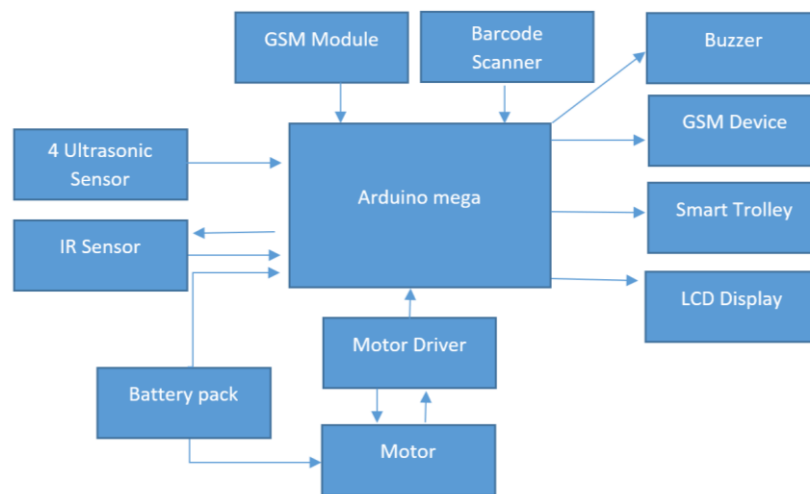 GSM Module
Barcode
Scanner
Buzzer
GSM Device
4 Ultrasonic
Sensor
Arduino mega
Smart Trolley
IR Sensor
LCD Display
Motor Driver
Battery pack
Motor